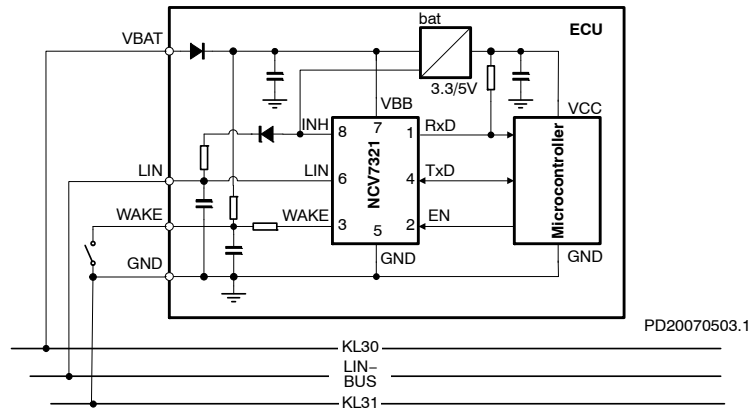 bat
ECU
VBAT
3.3/5V
VBB
VCC
INH
8
7
1
RxD
LIN
LIN
6
NCV7321
4
TxD
Microcontroller
WAKE
WAKE
3
5
2
EN
GND
GND
GND
PD20070503.1
KL30
LIN–
BUS
KL31